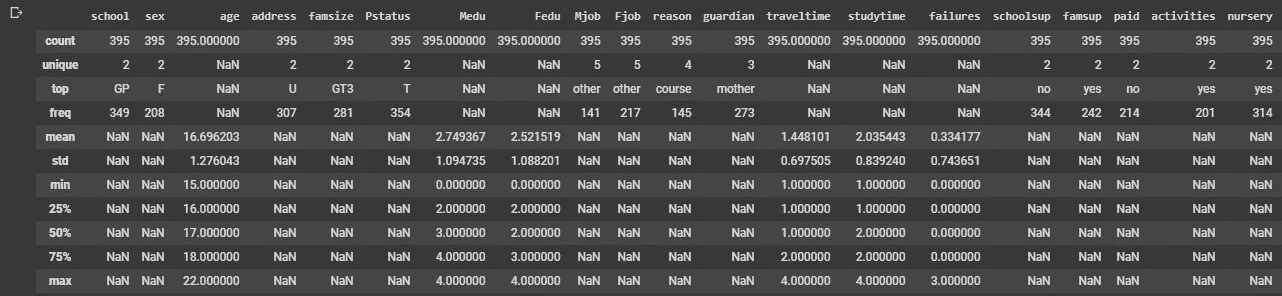 school sex age address famsize Pstatus Medu Fedu Mjob Fjob reason guardian traveltime studytime failures schoolsup famsup paid activities nursery
count 395 395 395.000000 395 395 395 395.000000 395.000000 395 395 395 395 395.000000 395.000000 395.000000 395 395 395 395 395
unique 2 2 NaN 2 2 2 NaN NaN 5 5 4 3 NaN NaN NaN 2 2 2 2 2
top GP F NaN U GT3 T NaN NaN other other course mother NaN NaN NaN no yes no yes yes
freq 349 208 NaN 307 281 354 NaN NaN 141 217 145 273 NaN NaN NaN 344 242 214 201 314
mean NaN NaN 16.696203 NaN NaN NaN 2.749367 2.521519 NaN NaN NaN NaN 1.448101 2.035443 0.334177 NaN NaN NaN NaN NaN
std NaN NaN 1.276043 NaN NaN NaN 1.094735 1.088201 NaN NaN NaN NaN 0.697505 0.839240 0.743651 NaN NaN NaN NaN NaN
min NaN NaN 15.000000 NaN NaN NaN 0.000000 0.000000 NaN NaN NaN NaN 1.000000 1.000000 0.000000 NaN NaN NaN NaN NaN
25% NaN NaN 16.000000 NaN NaN NaN 2.000000 2.000000 NaN NaN NaN NaN 1.000000 1.000000 0.000000 NaN NaN NaN NaN NaN
50% NaN NaN 17.000000 NaN NaN NaN 3.000000 2.000000 NaN NaN NaN NaN 1.000000 2.000000 0.000000 NaN NaN NaN NaN NaN
75% NaN NaN 18.000000 NaN NaN NaN 4.000000 3.000000 NaN NaN NaN NaN 2.000000 2.000000 0.000000 NaN NaN NaN NaN NaN
max NaN NaN 22.000000 NaN NaN NaN 4.000000 4.000000 NaN NaN NaN NaN 4.000000 4.000000 3.000000 NaN NaN NaN NaN NaN